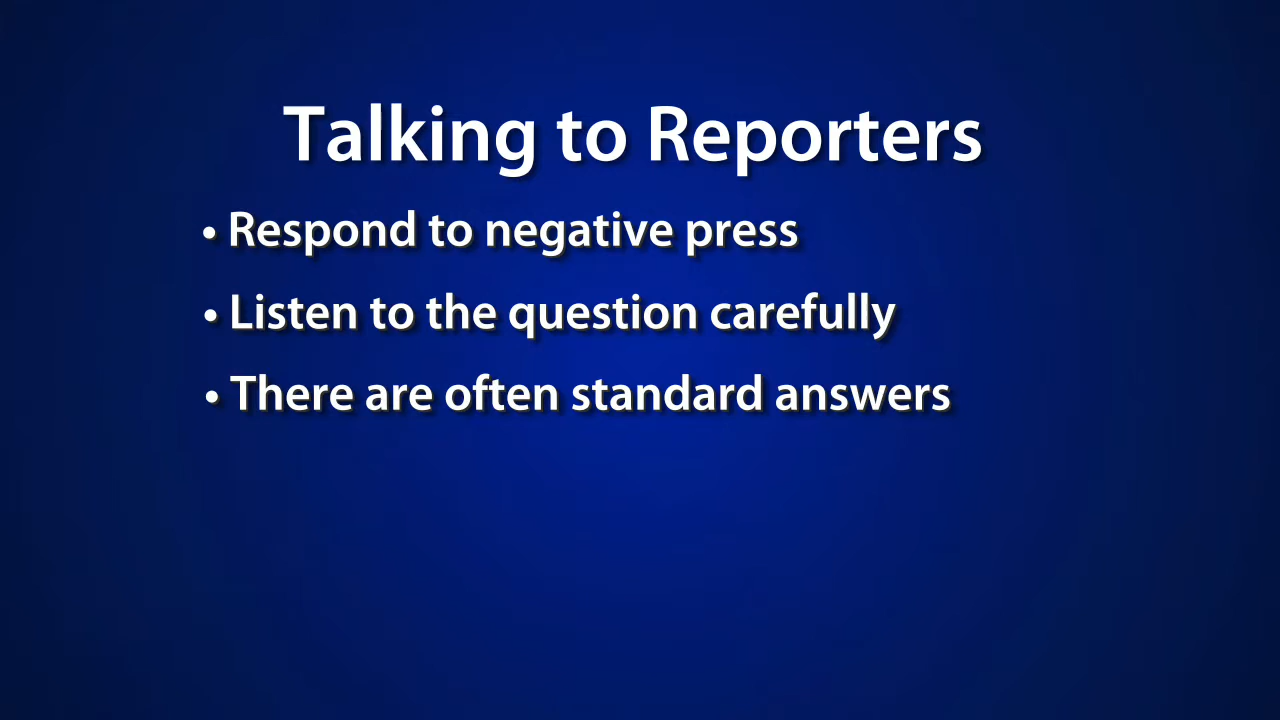 Talking to Reporters
• Respond to negative press
• Listen to the question carefully
• There are often standard answers